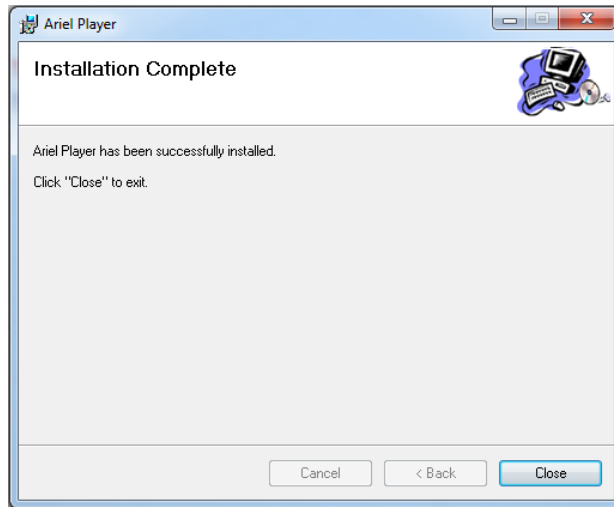 Ariel Player
Installation Complete
Ariel Player has been successfully installed.
Click "Close" to exit.
Cancel
< Back
Close